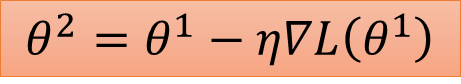 θ² = θ¹ − η∇L(θ¹)